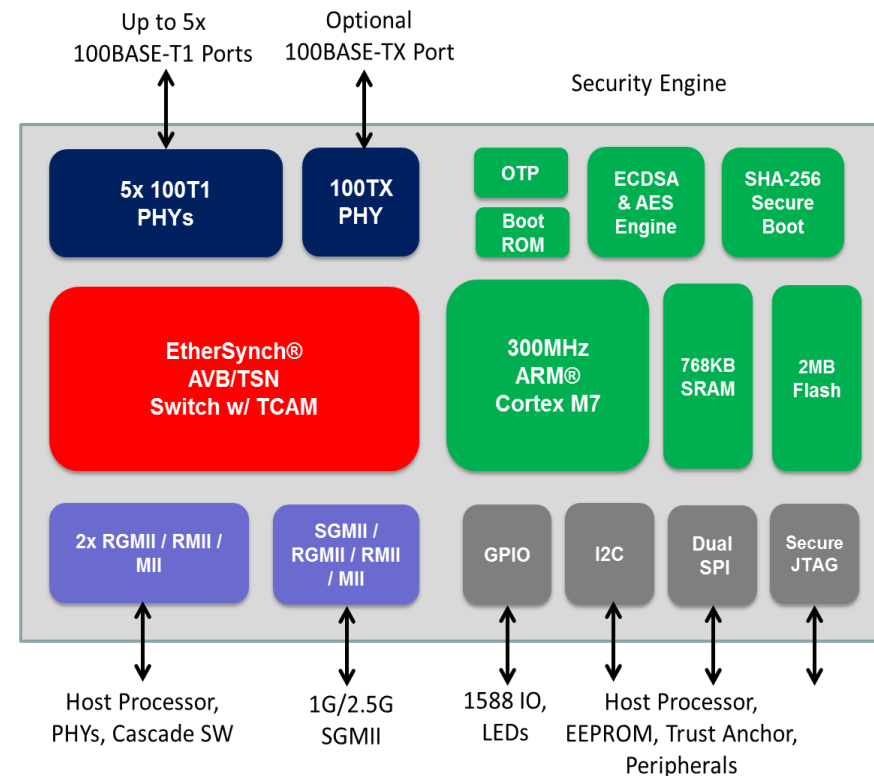 Up to 5x
100BASE-T1 Ports
Optional
100BASE-TX Port
Security Engine
5x 100T1
PHYs
100TX
PHY
OTP
Boot
ROM
ECDSA
& AES
Engine
SHA-256
Secure
Boot
EtherSynch®
AVB/TSN
Switch w/ TCAM
300MHz
ARM®
Cortex M7
768KB
SRAM
2MB
Flash
2x RGMII / RMII /
MII
SGMII /
RGMII / RMII
/ MII
GPIO
I2C
Dual
SPI
Secure
JTAG
Host Processor,
PHYs, Cascade SW
1G/2.5G
SGMII
1588 IO,
LEDs
Host Processor,
EEPROM, Trust Anchor,
Peripherals